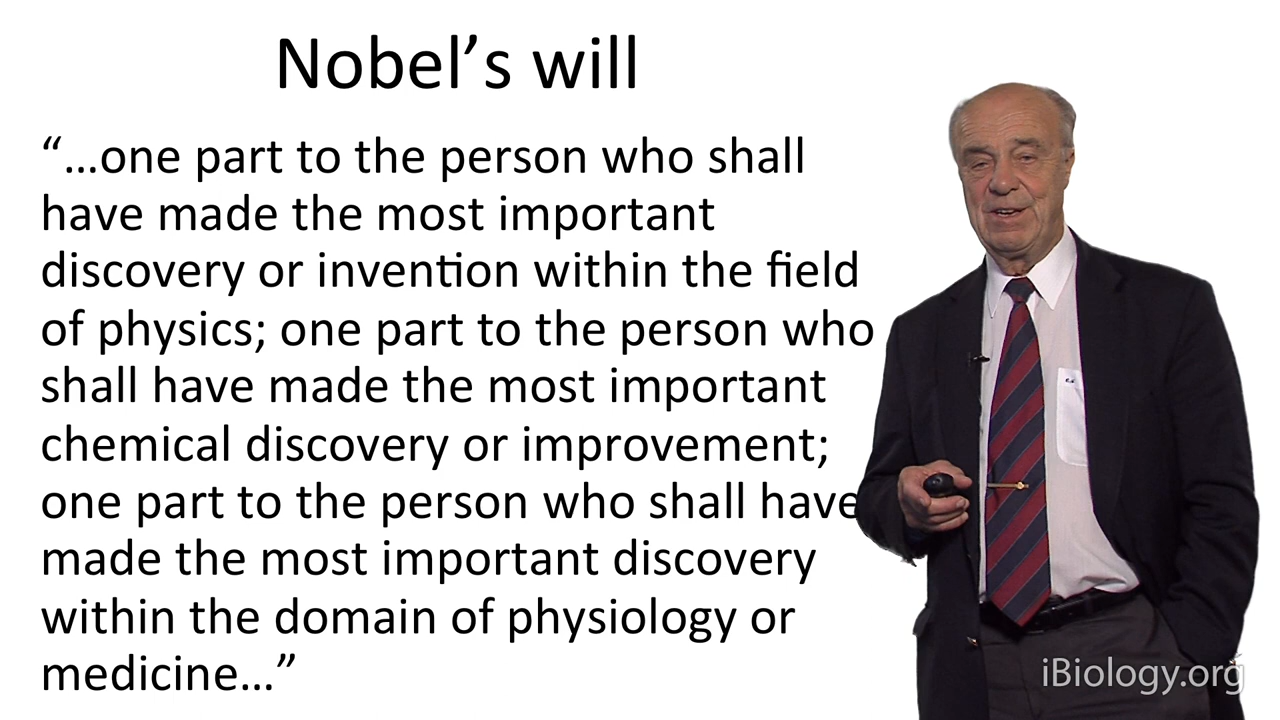 Nobel’s will
“…one part to the person who shall
have made the most important
discovery or invention within the field
of physics; one part to the person who
shall have made the most important
chemical discovery or improvement;
one part to the person who shall have
made the most important discovery
within the domain of physiology or
medicine…”
iBiology.org